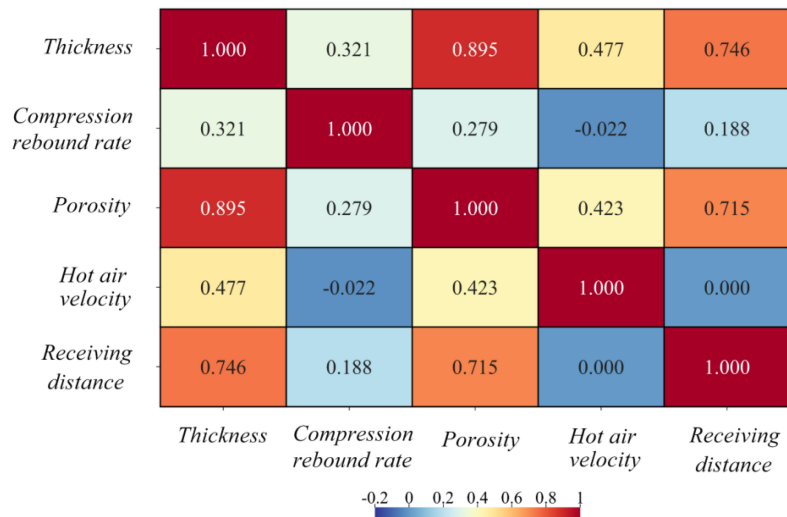 Thickness 1.000 0.321 0.895 0.477 0.746
Compression
rebound rate 0.321 1.000 0.279 -0.022 0.188
Porosity 0.895 0.279 1.000 0.423 0.715
Hot air
velocity 0.477 -0.022 0.423 1.000 0.000
Receiving
distance 0.746 0.188 0.715 0.000 1.000
Thickness Compression Porosity Hot air Receiving
rebound rate velocity distance
-0.2 0 0.2 0.4 0.6 0.8 1